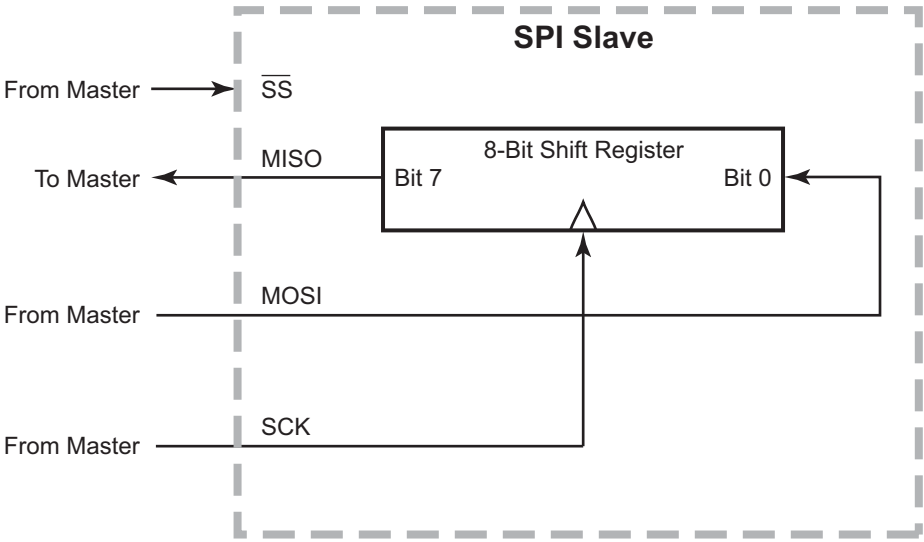 SPI Slave
From Master
S̅S̅
8-Bit Shift Register
MISO
To Master
Bit 7
Bit 0
MOSI
From Master
SCK
From Master